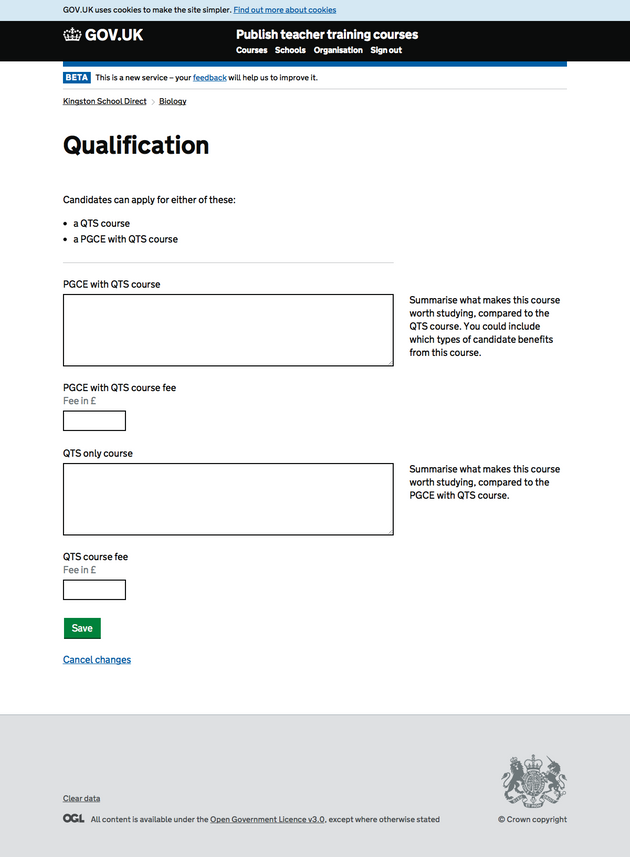 GOV.UK uses cookies to make the site simpler. Find out more about cookies
GOV.UK
Publish teacher training courses
Courses Schools Organisation Sign out
BETA This is a new service – your feedback will help us to improve it.
Kingston School Direct > Biology
Qualification
Candidates can apply for either of these:
• a QTS course
• a PGCE with QTS course
PGCE with QTS course
Summarise what makes this course
worth studying, compared to the
QTS course. You could include
which types of candidate benefits
from this course.
PGCE with QTS course fee
Fee in £
QTS only course
Summarise what makes this course
worth studying, compared to the
PGCE with QTS course.
QTS course fee
Fee in £
Save
Cancel changes
Clear data
OGL All content is available under the Open Government Licence v3.0, except where otherwise stated
© Crown copyright